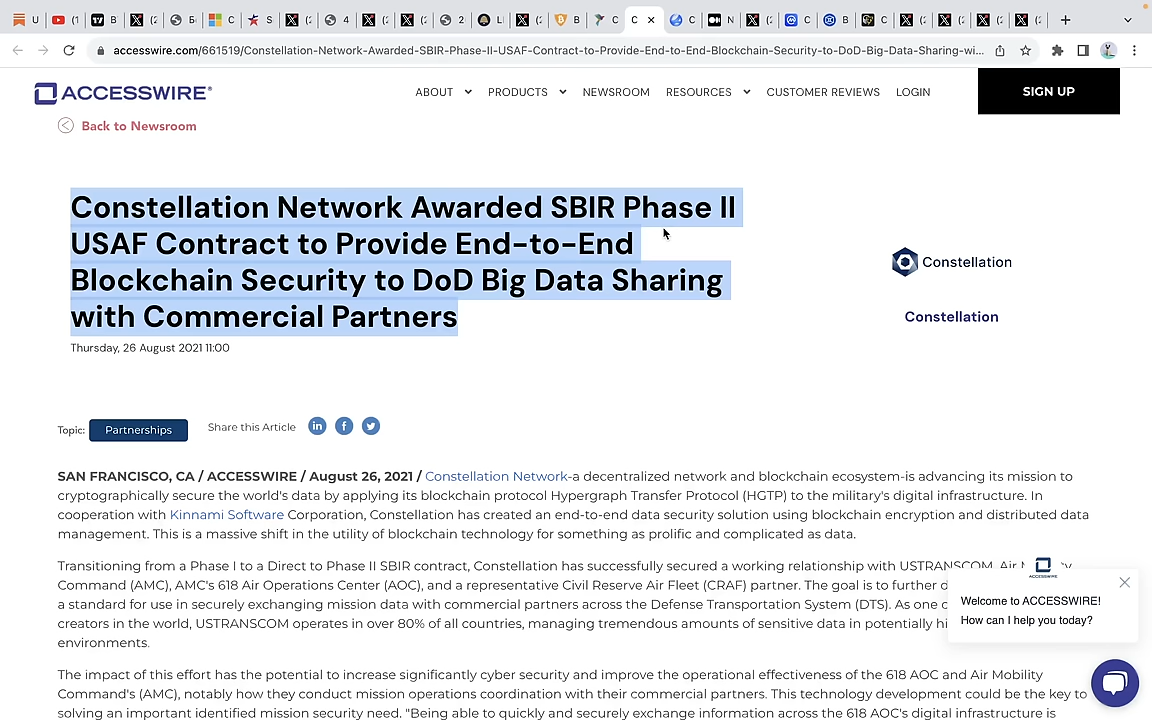 U
(1
B
(2
Б
C
S
(2
4
(2
(2
2
L
(2
B
C
C
C
N
(2
C
B
C
(2
(2
(2
(2
accesswire.com/661519/Constellation-Network-Awarded-SBIR-Phase-II-USAF-Contract-to-Provide-End-to-End-Blockchain-Security-to-DoD-Big-Data-Sharing-wi...
ACCESSWIRE®
ABOUT PRODUCTS NEWSROOM RESOURCES CUSTOMER REVIEWS LOGIN SIGN UP
Back to Newsroom
Constellation Network Awarded SBIR Phase II
USAF Contract to Provide End-to-End
Blockchain Security to DoD Big Data Sharing
with Commercial Partners
Thursday, 26 August 2021 11:00
Constellation
Constellation
Topic: Partnerships Share this Article
SAN FRANCISCO, CA / ACCESSWIRE / August 26, 2021 / Constellation Network-a decentralized network and blockchain ecosystem-is advancing its mission to
cryptographically secure the world's data by applying its blockchain protocol Hypergraph Transfer Protocol (HGTP) to the military's digital infrastructure. In
cooperation with Kinnami Software Corporation, Constellation has created an end-to-end data security solution using blockchain encryption and distributed data
management. This is a massive shift in the utility of blockchain technology for something as prolific and complicated as data.
Transitioning from a Phase I to a Direct to Phase II SBIR contract, Constellation has successfully secured a working relationship with USTRANSCOM, Air
Command (AMC), AMC's 618 Air Operations Center (AOC), and a representative Civil Reserve Air Fleet (CRAF) partner. The goal is to further
a standard for use in securely exchanging mission data with commercial partners across the Defense Transportation System (DTS). As one
creators in the world, USTRANSCOM operates in over 80% of all countries, managing tremendous amounts of sensitive data in potentially
environments.
The impact of this effort has the potential to increase significantly cyber security and improve the operational effectiveness of the 618 AOC and Air Mobility
Command's (AMC), notably how they conduct mission operations coordination with their commercial partners. This technology development could be the key to
solving an important identified mission security need. "Being able to quickly and securely exchange information across the 618 AOC's digital infrastructure is
ACCESSWIRE
Welcome to ACCESSWIRE!
How can I help you today?